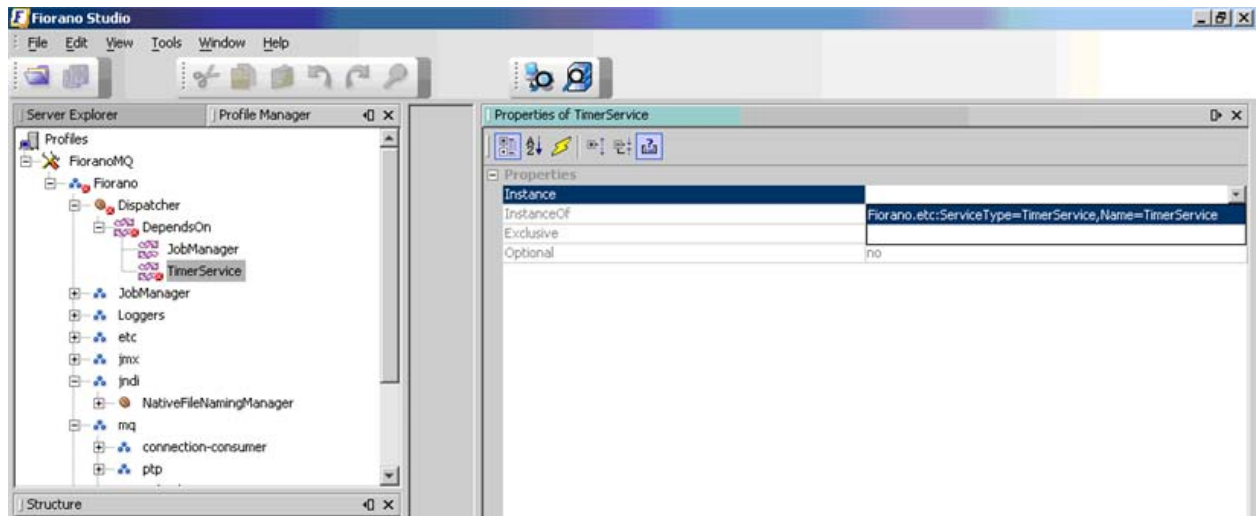 Fiorano Studio
File Edit View Tools Window Help
Server Explorer Profile Manager
Profiles
FioranoMQ
Fiorano
Dispatcher
DependsOn
JobManager
TimerService
JobManager
Loggers
etc
jmx
jndi
NativeFileNamingManager
mq
connection-consumer
ptp
Structure
Properties of TimerService
Properties
Instance
InstanceOf
Fiorano.etc:ServiceType=TimerService,Name=TimerService
Exclusive
Optional no